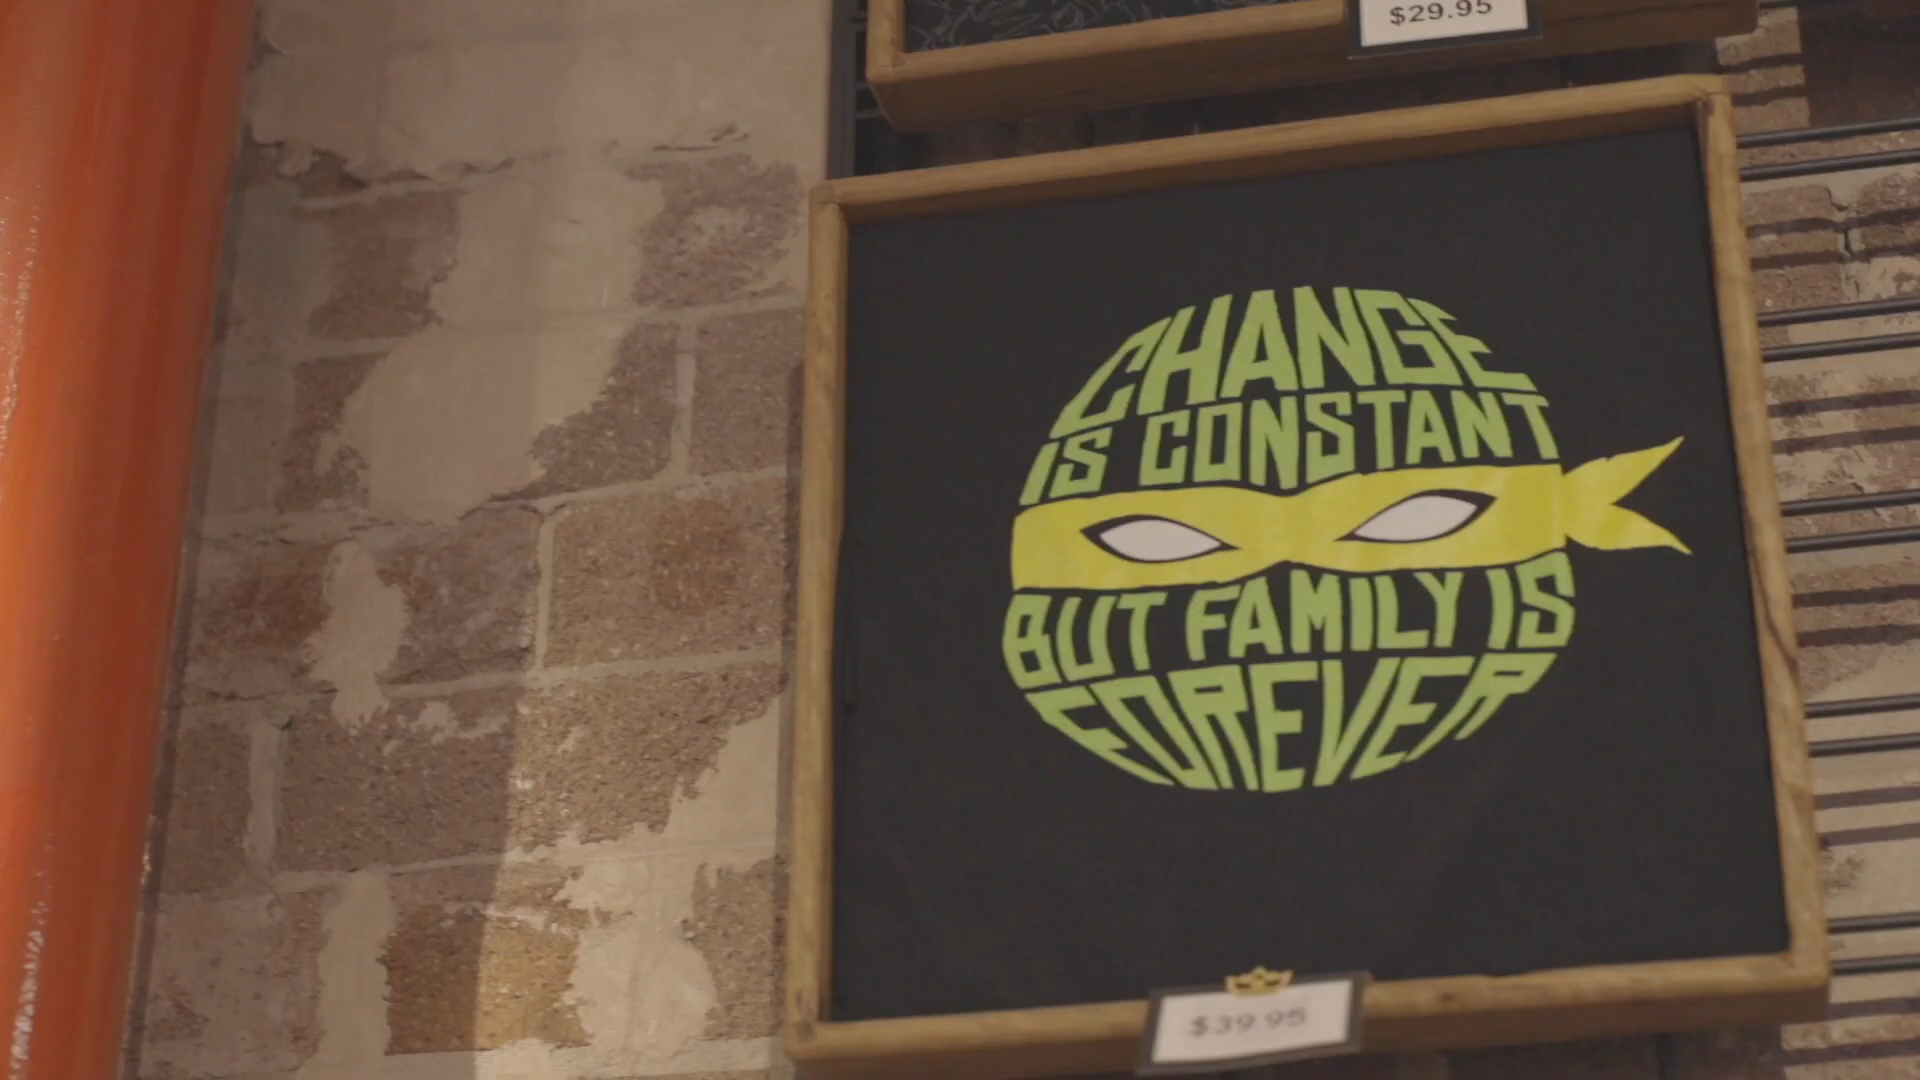 $29.95
CHANGE
IS CONSTANT
BUT FAMILY IS
FOREVER
$39.95